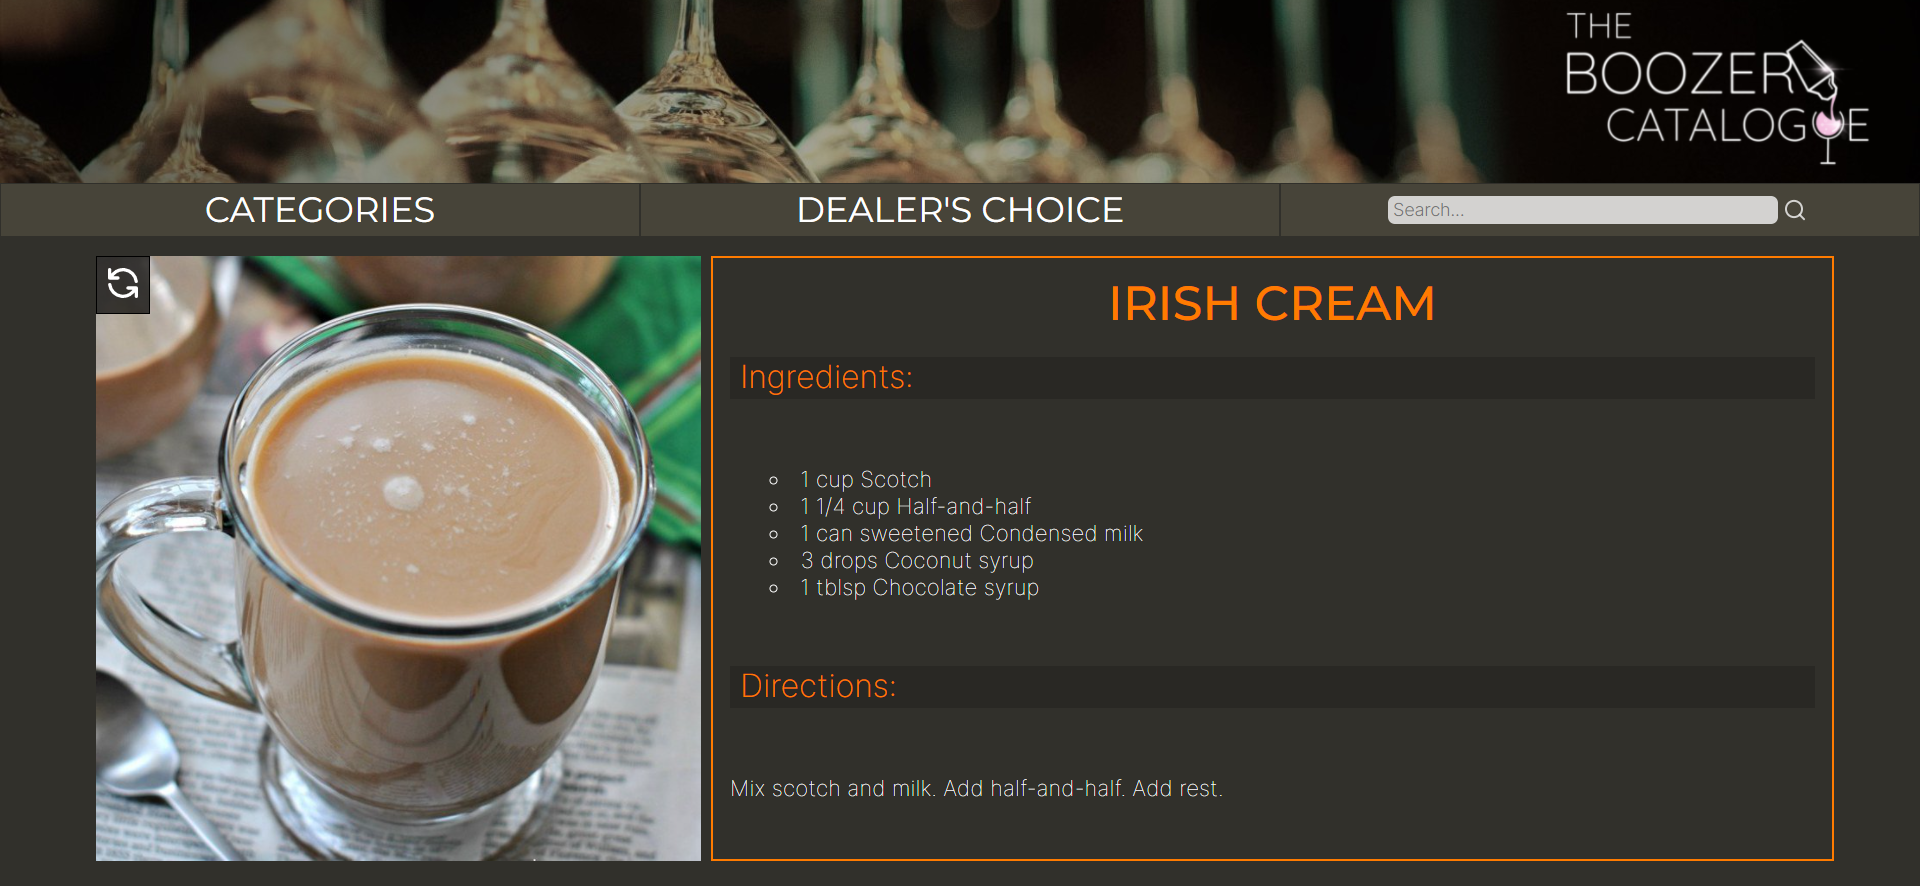 THE
BOOZER
CATALOGUE
CATEGORIES
DEALER'S CHOICE
Search...
IRISH CREAM
Ingredients:
1 cup Scotch
1 1/4 cup Half-and-half
1 can sweetened Condensed milk
3 drops Coconut syrup
1 tblsp Chocolate syrup
Directions:
Mix scotch and milk. Add half-and-half. Add rest.